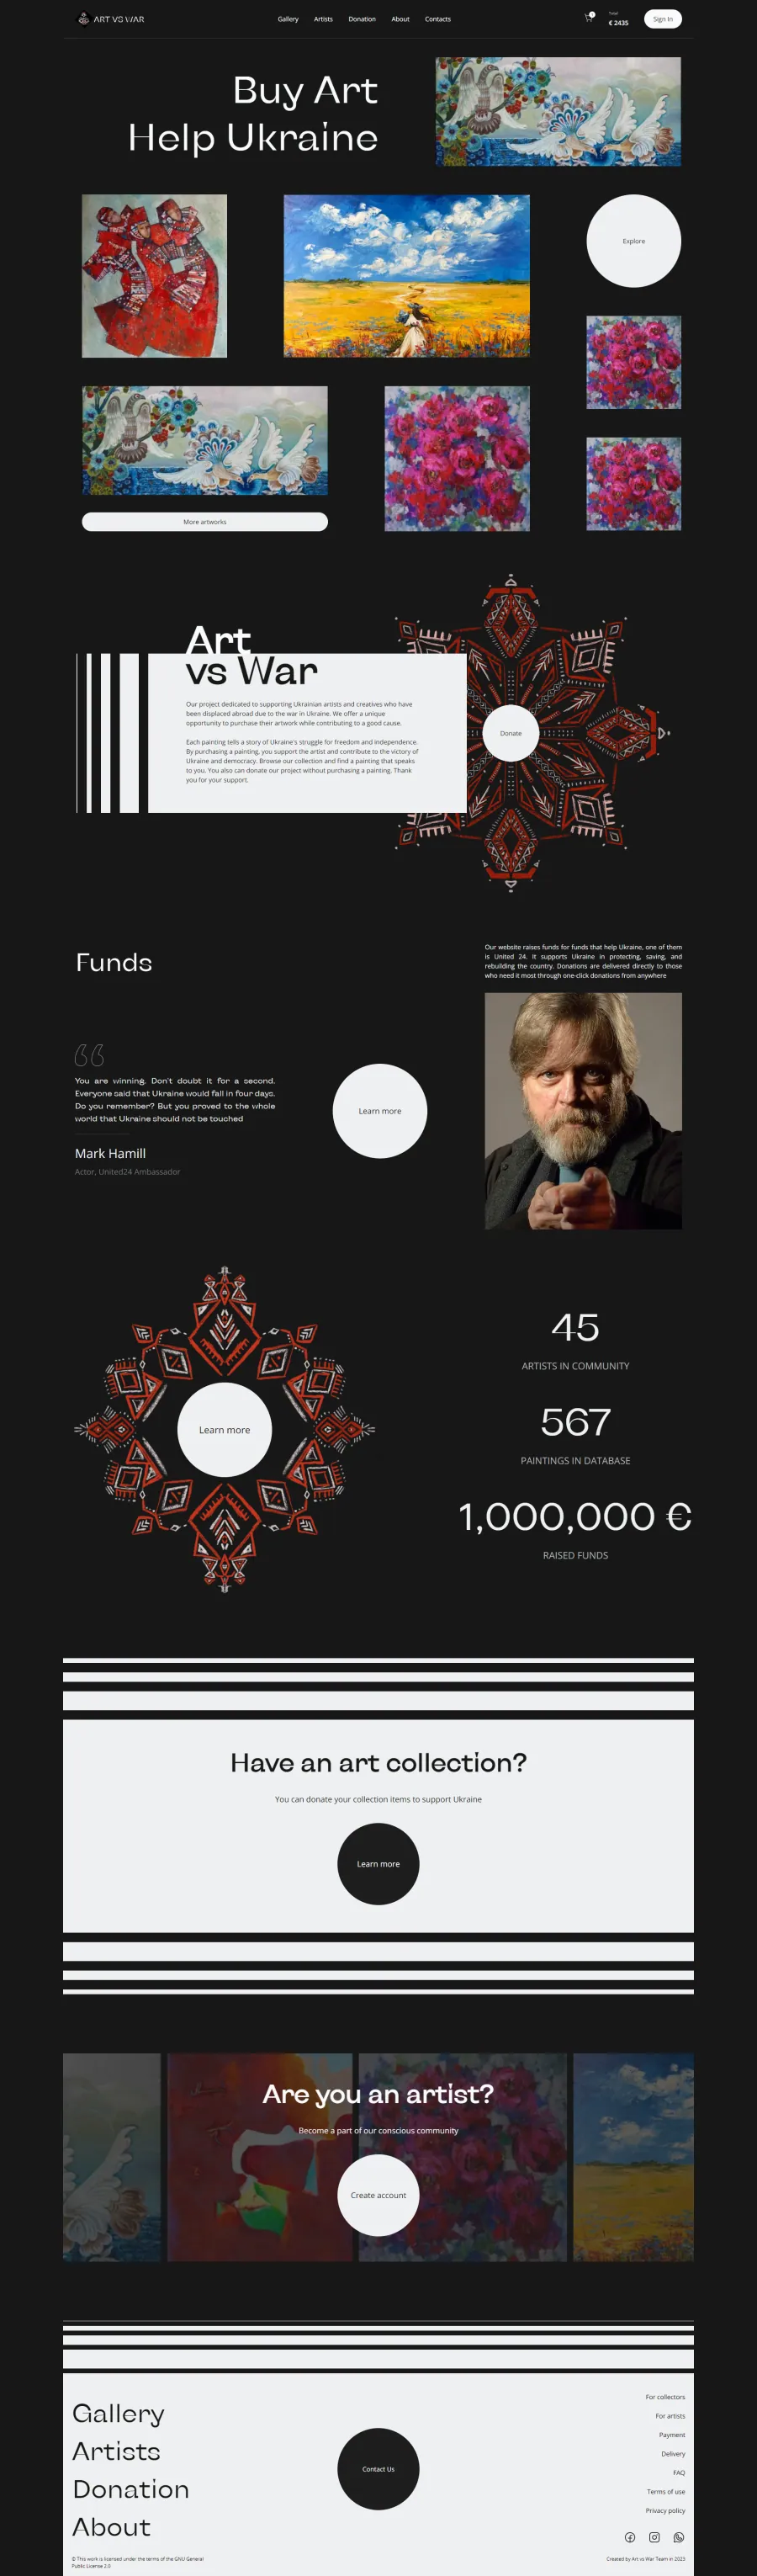 ART VS WAR
Gallery
Artists
Donation
About
Contacts
Total:
€ 2435
Sign In
Buy Art
Help Ukraine
Explore
More artworks
Art
vs War
Our project dedicated to supporting Ukrainian artists and creatives who have
been displaced abroad due to the war in Ukraine. We offer a unique
opportunity to purchase their artwork while contributing to a good cause.
Each painting tells a story of Ukraine's struggle for freedom and independence.
By purchasing a painting, you support the artist and contribute to the victory of
Ukraine and democracy. Browse our collection and find a painting that speaks
to you. You also can donate our project without purchasing a painting. Thank
you for your support.
Donate
Funds
Our website raises funds for funds that help Ukraine, one of them
is United 24. It supports Ukraine in protecting, saving, and
rebuilding the country. Donations are delivered directly to those
who need it most through one-click donations from anywhere
You are winning. Don't doubt it for a second.
Everyone said that Ukraine would fall in four days.
Do you remember? But you proved to the whole
world that Ukraine should not be touched
Mark Hamill
Actor, United24 Ambassador
Learn more
Learn more
45
ARTISTS IN COMMUNITY
567
PAINTINGS IN DATABASE
1,000,000 €
RAISED FUNDS
Have an art collection?
You can donate your collection items to support Ukraine
Learn more
Are you an artist?
Become a part of our conscious community
Create account
Gallery
Artists
Donation
About
Contact Us
For collectors
For artists
Payment
Delivery
FAQ
Terms of use
Privacy policy
© This work is licensed under the terms of the GNU General
Public License 2.0
Created by Art vs War Team in 2023